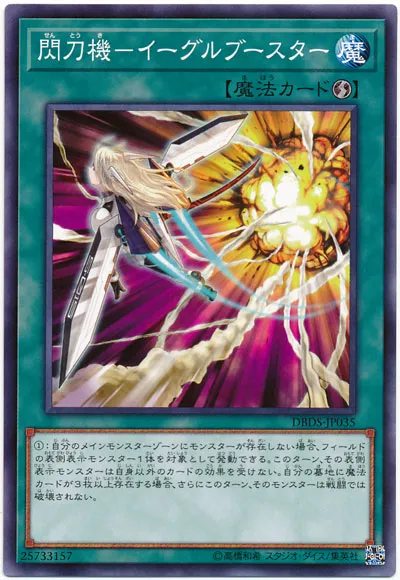 閃刀機－イーグルブースター 魔
【魔法カード】
DBDS-JP035
①：自分のメインモンスターゾーンにモンスターが存在しない場合、フィールド
の表側表示モンスター１体を対象として発動できる。このターン、その表側
表示モンスターは自身以外のカードの効果を受けない。自分の墓地に魔法
カードが３枚以上存在する場合、さらにこのターン、そのモンスターは戦闘では
破壊されない。
25733157 ©高橋和希 スタジオ・ダイス/集英社